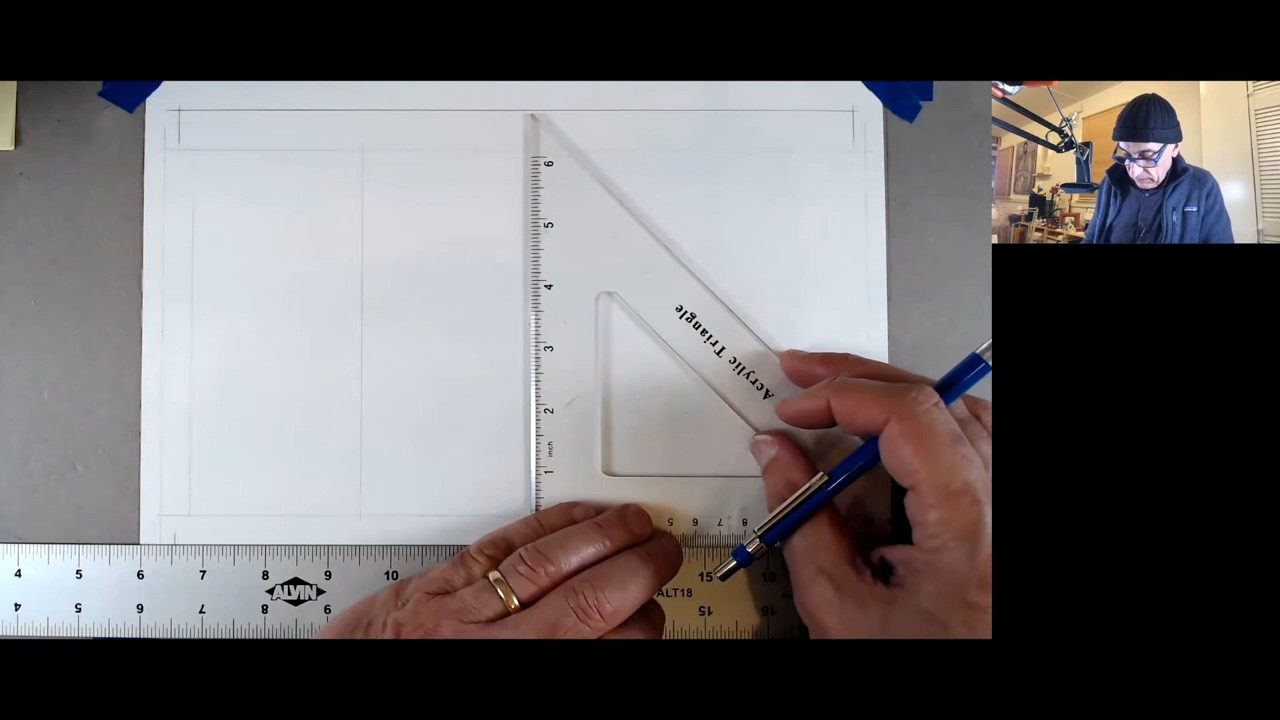 6
5
4
3
2
inch
1
Acrylic Triangle
5 6 7 8
4 5 6 7 8 9 10 15 16
ALVIN
ALT18
4 5 6 7 8 9 15 16